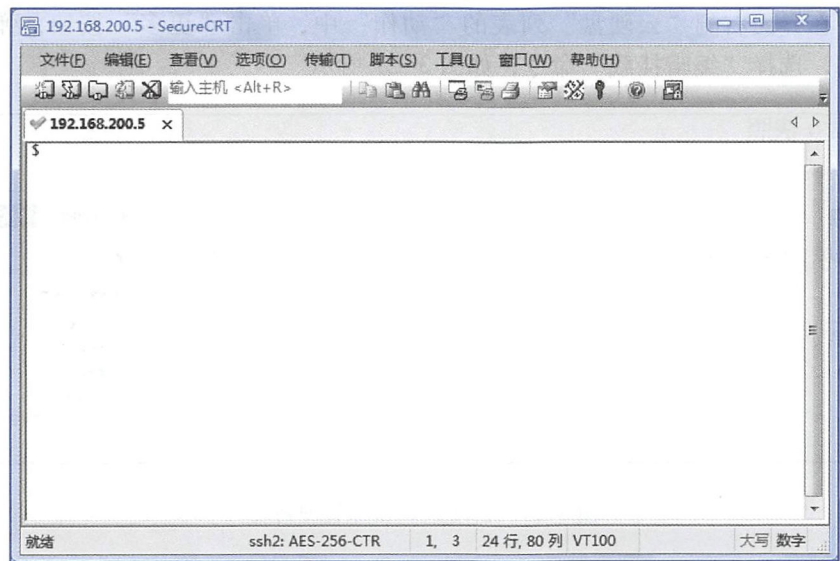 192.168.200.5 - SecureCRT
文件(F) 编辑(E) 查看(V) 选项(O) 传输(T) 脚本(S) 工具(L) 窗口(W) 帮助(H)
输入主机 <Alt+R>
192.168.200.5 ×
$
就绪 ssh2: AES-256-CTR 1, 3 24 行, 80 列 VT100 大写 数字